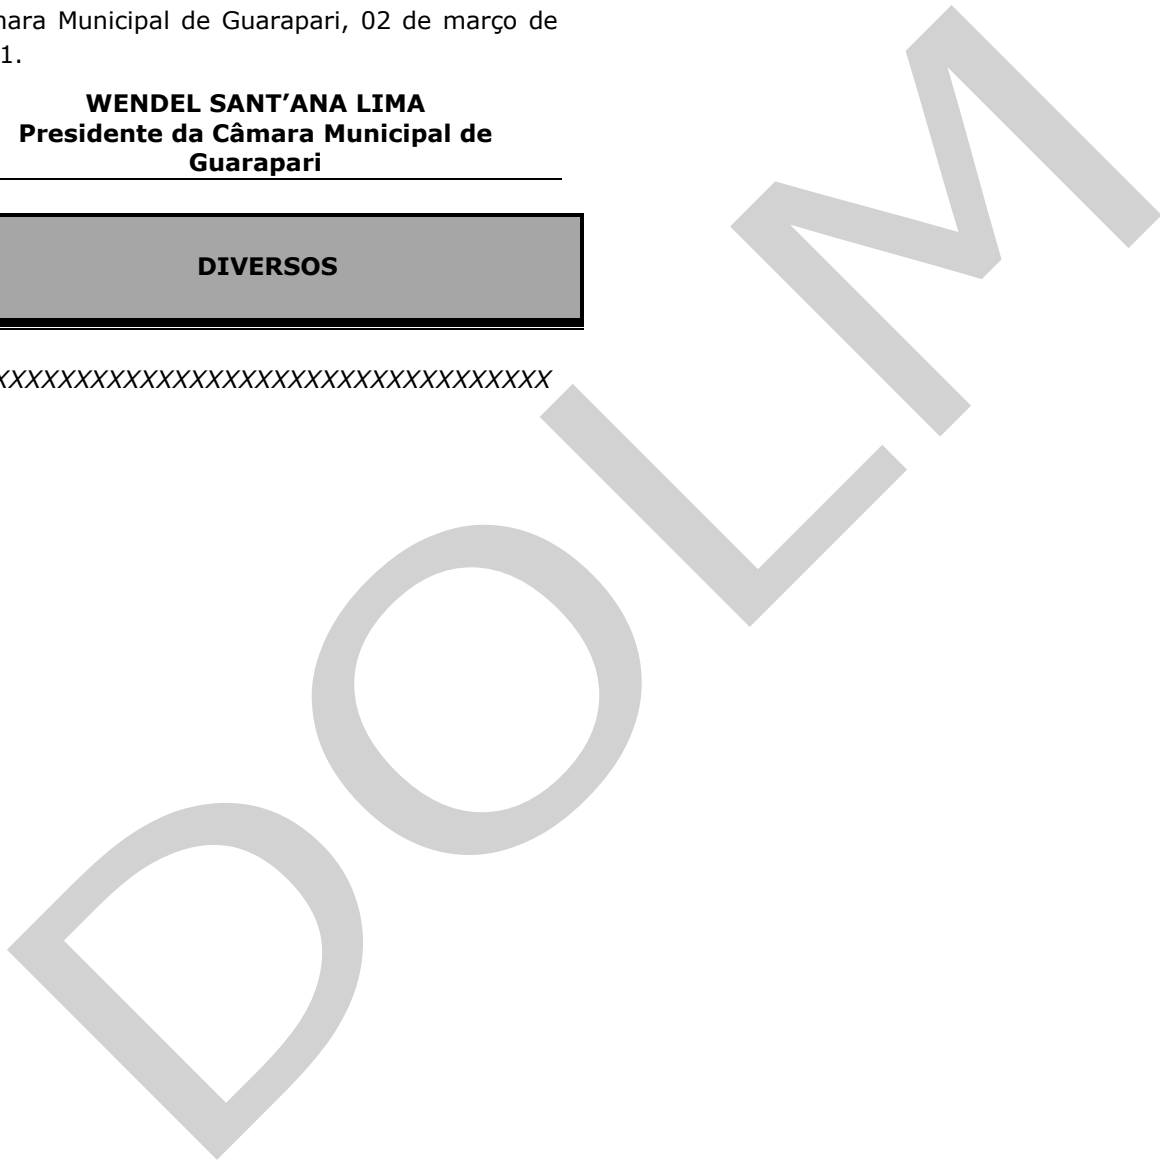 mara Municipal de Guarapari, 02 de março de
1.
WENDEL SANT’ANA LIMA
Presidente da Câmara Municipal de
Guarapari
DIVERSOS
XXXXXXXXXXXXXXXXXXXXXXXXXXXXXXXXXX
DOLM